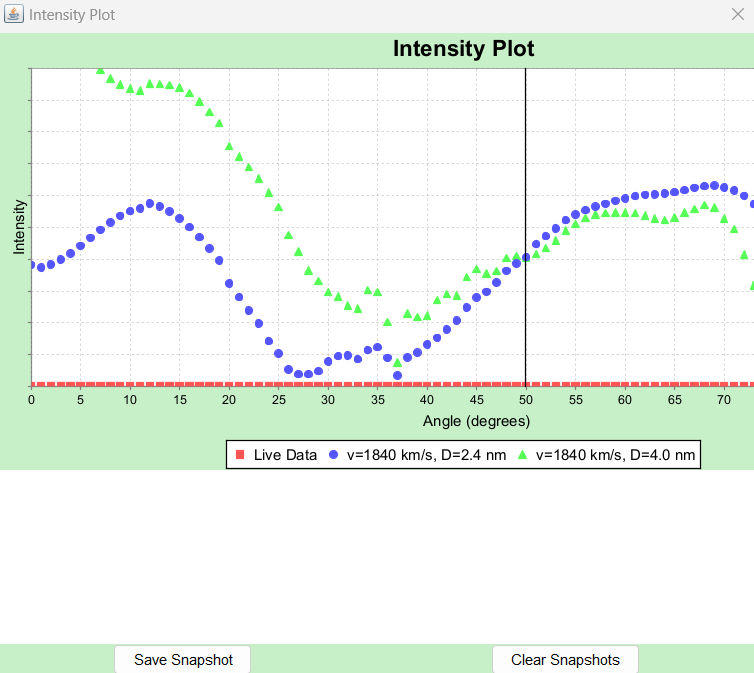 Intensity Plot
Intensity Plot
Intensity
0 5 10 15 20 25 30 35 40 45 50 55 60 65 70
Angle (degrees)
Live Data v=1840 km/s, D=2.4 nm v=1840 km/s, D=4.0 nm
Save Snapshot Clear Snapshots